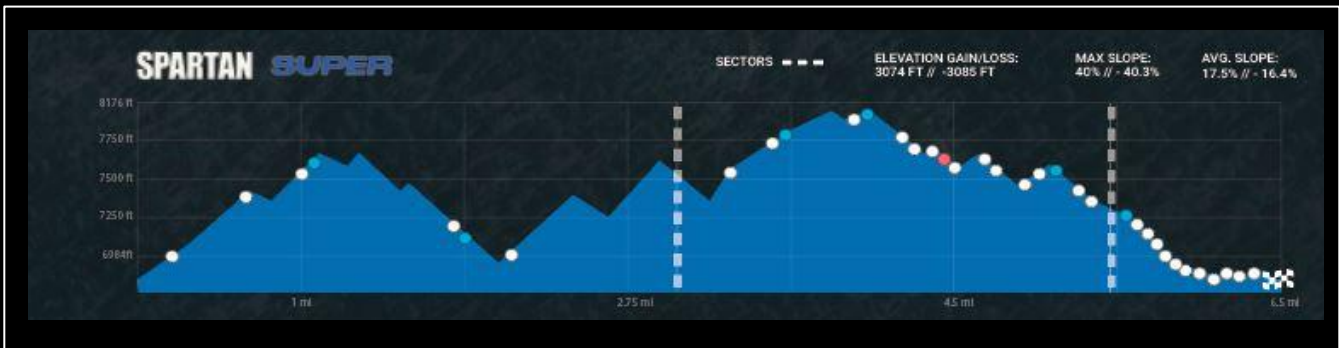 SPARTAN SUPER
SECTORS
ELEVATION GAIN/LOSS:
3074 FT // -3085 FT
MAX SLOPE:
40% // - 40.3%
AVG. SLOPE:
17.5% // - 16.4%
8176 ft
7750 ft
7500 ft
7250 ft
6984 ft
1 mi
2.75 mi
4.5 mi
6.5 mi